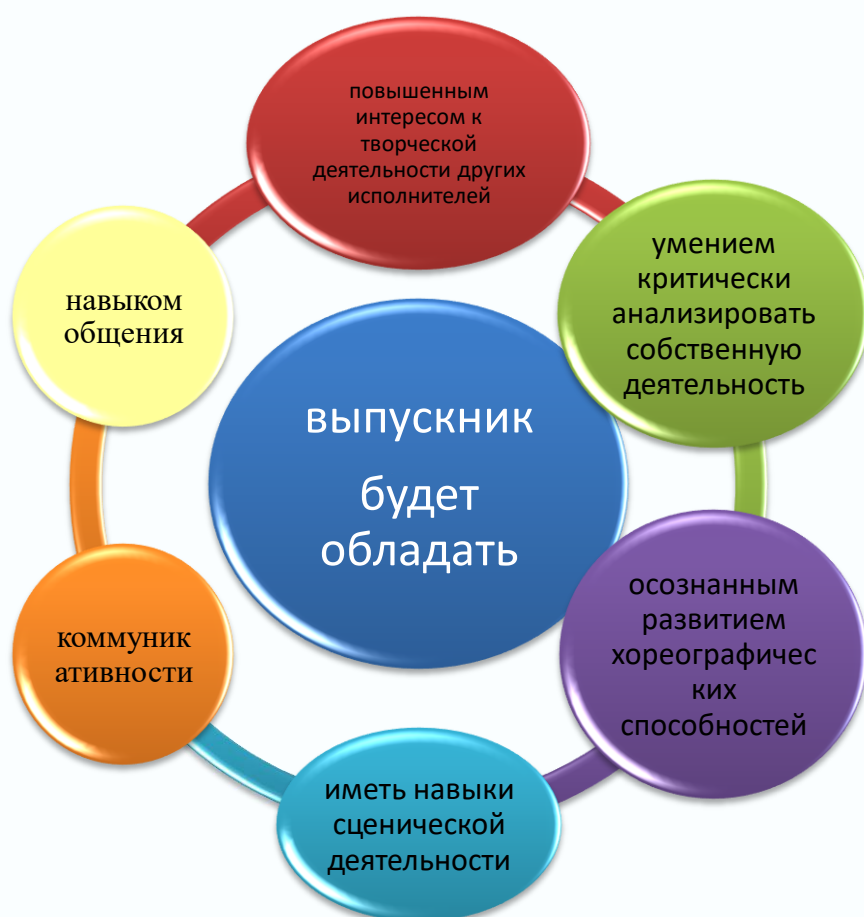 повышенным
интересом к
творческой
деятельности других
исполнителей
умением
критически
анализировать
собственную
деятельность
осознанным
развитием
хореографичес
ких
способностей
иметь навыки
сценической
деятельности
коммуник
ативности
навыком
общения
выпускник
будет
обладать